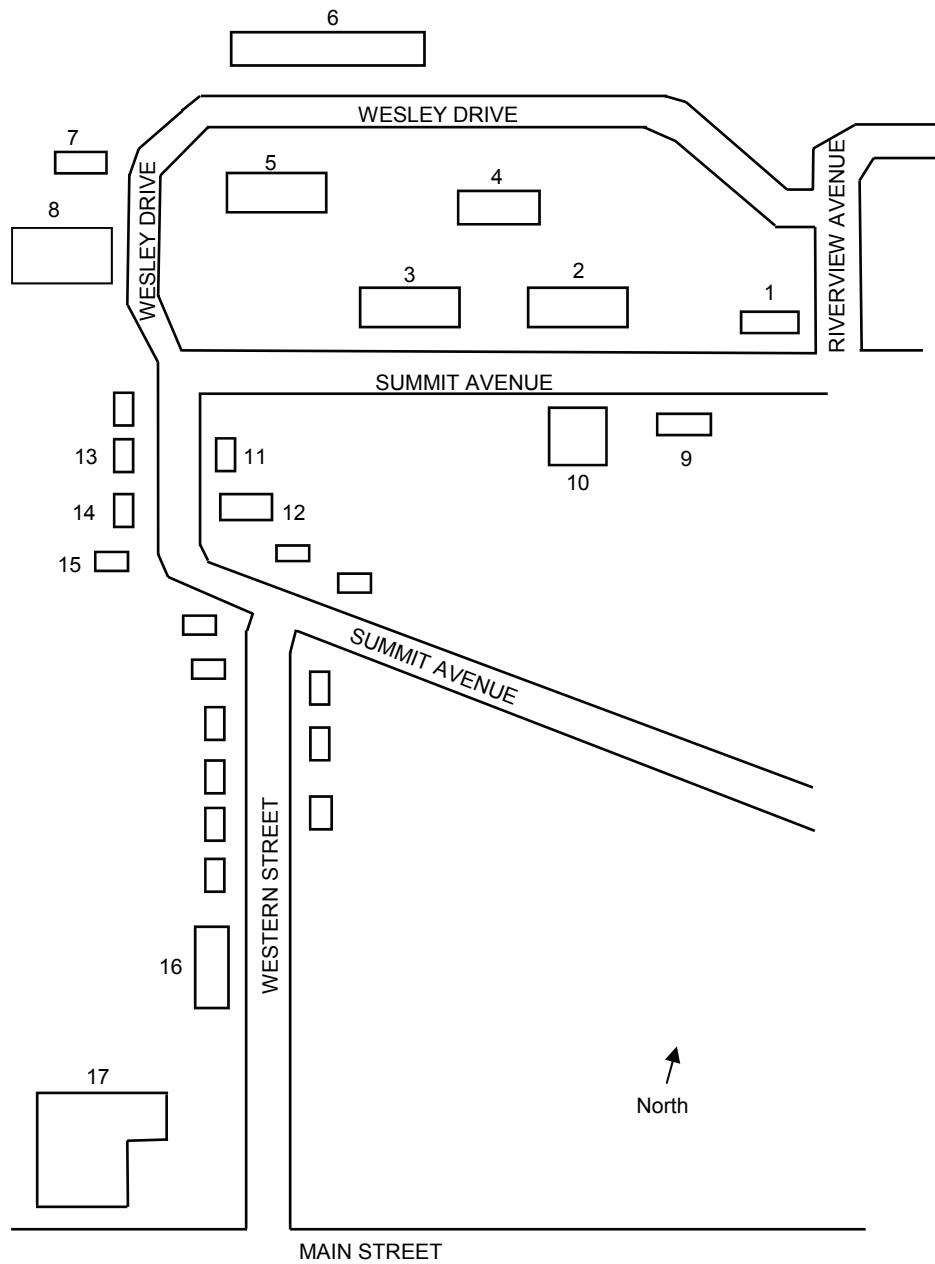 6
WESLEY DRIVE
7
WESLEY DRIVE
5
4
RIVERVIEW AVENUE
8
3
2
1
SUMMIT AVENUE
13
11
9
10
14
12
15
SUMMIT AVENUE
WESTERN STREET
16
17
North
MAIN STREET